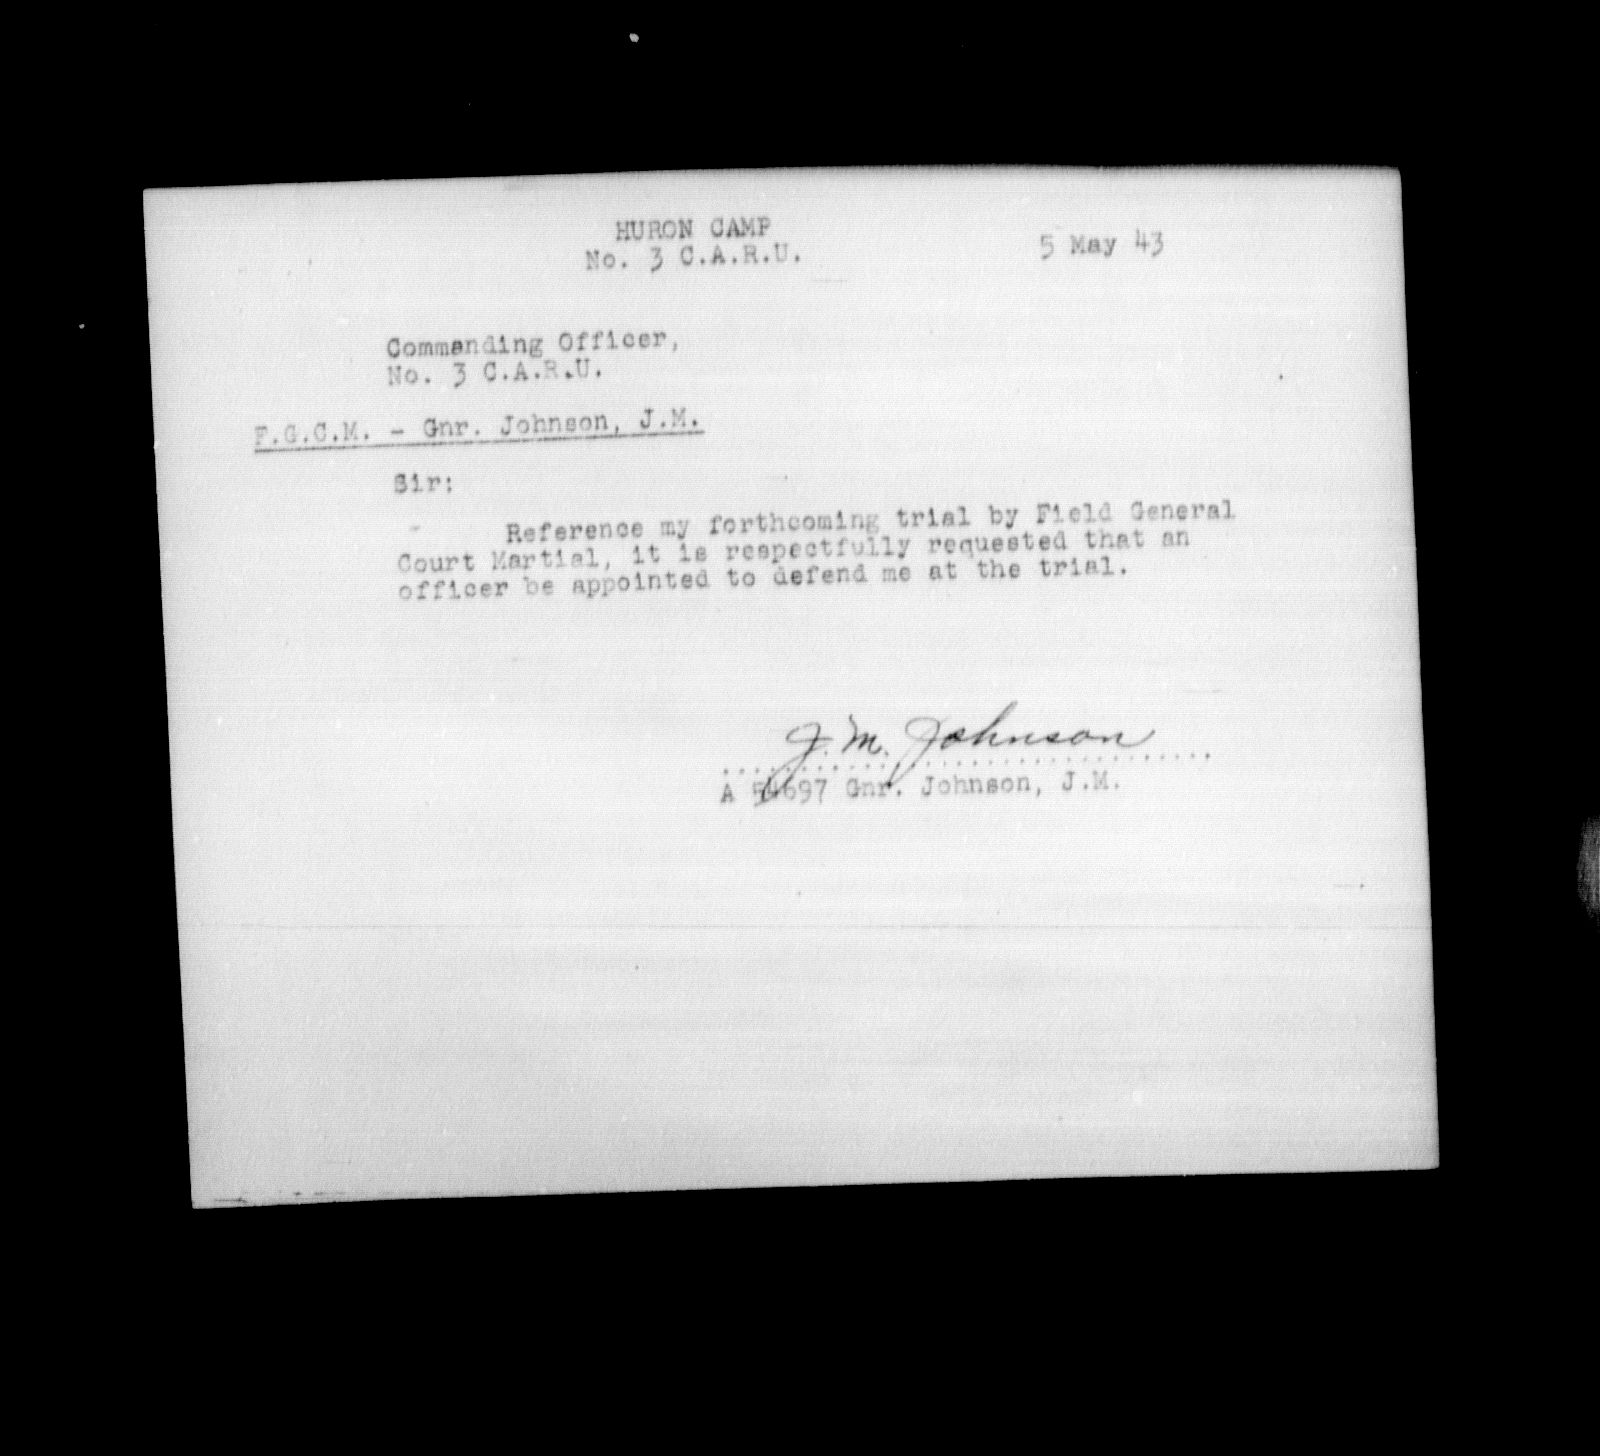 HURON CAMP
No. 3 C.A.R.U.
5 May 43
Commanding Officer,
No. 3 C.A.R.U.
F.G.C.M. - Gnr. Johnson, J.M.
Sir:
Reference my forthcoming trial by Field General
Court Martial, it is respectfully requested that an
officer be appointed to defend me at the trial.
J. M. Johnson
A 54697 Gnr. Johnson, J.M.